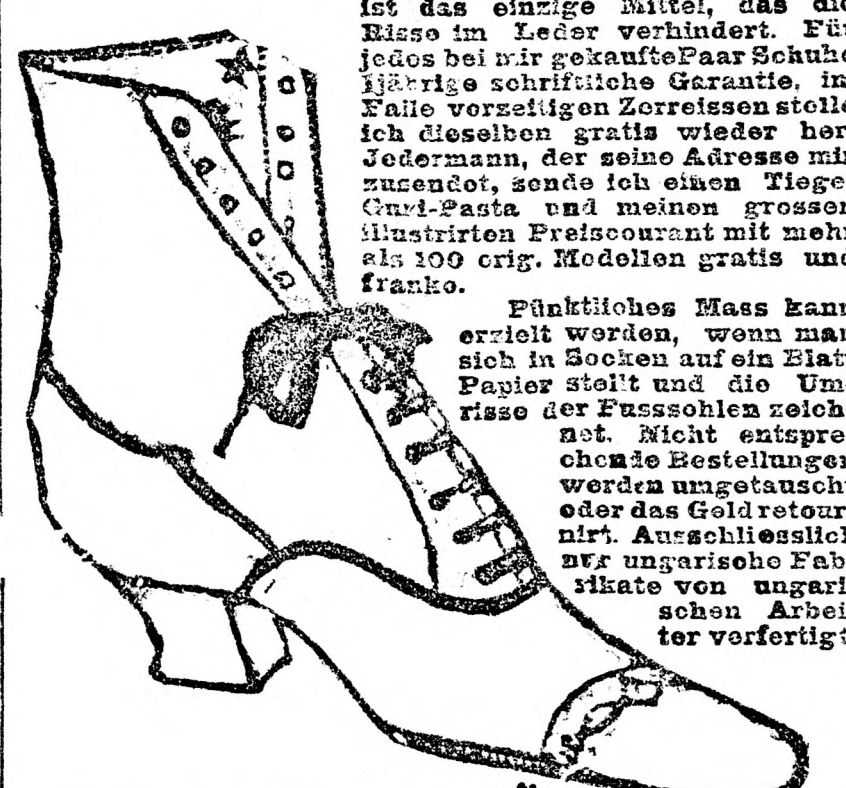 ist das einzige Mittel, das die
Risse im Leder verhindert. Für
jedes bei mir gekauftePaar Schuhe
1jährige schriftliche Garantie, im
Falle vorzeitigen Zerreissen stelle
ich dieselben gratis wieder her.
Jedermann, der seine Adresse mir
zusendet, sende ich einen Tiegel
Guri-Pasta und meinen grossen
illustrirten Preiscourant mit mehr
als 100 orig. Modellen gratis und
franko.
Pünktliches Mass kann
erzielt werden, wenn man
sich in Socken auf ein Blatt
Papier stellt und die Um-
risse der Fusssohlen zeich-
net. Nicht entspre-
chende Bestellungen
werden umgetauscht
oder das Geld retour-
nirt. Ausschliesslich
nur ungarische Fab-
rikate von ungari-
schen Arbei-
ter verfertigt